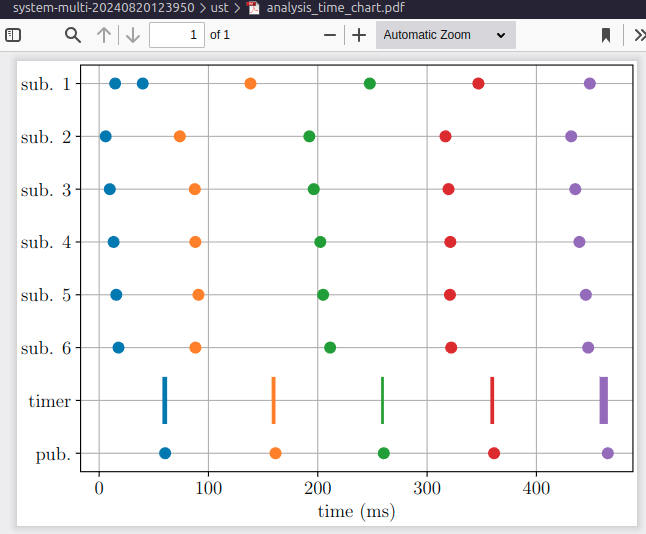 system-multi-20240820123950 > ust > analysis_time_chart.pdf
1 of 1 Automatic Zoom
sub. 1
sub. 2
sub. 3
sub. 4
sub. 5
sub. 6
timer
pub.
0 100 200 300 400
time (ms)